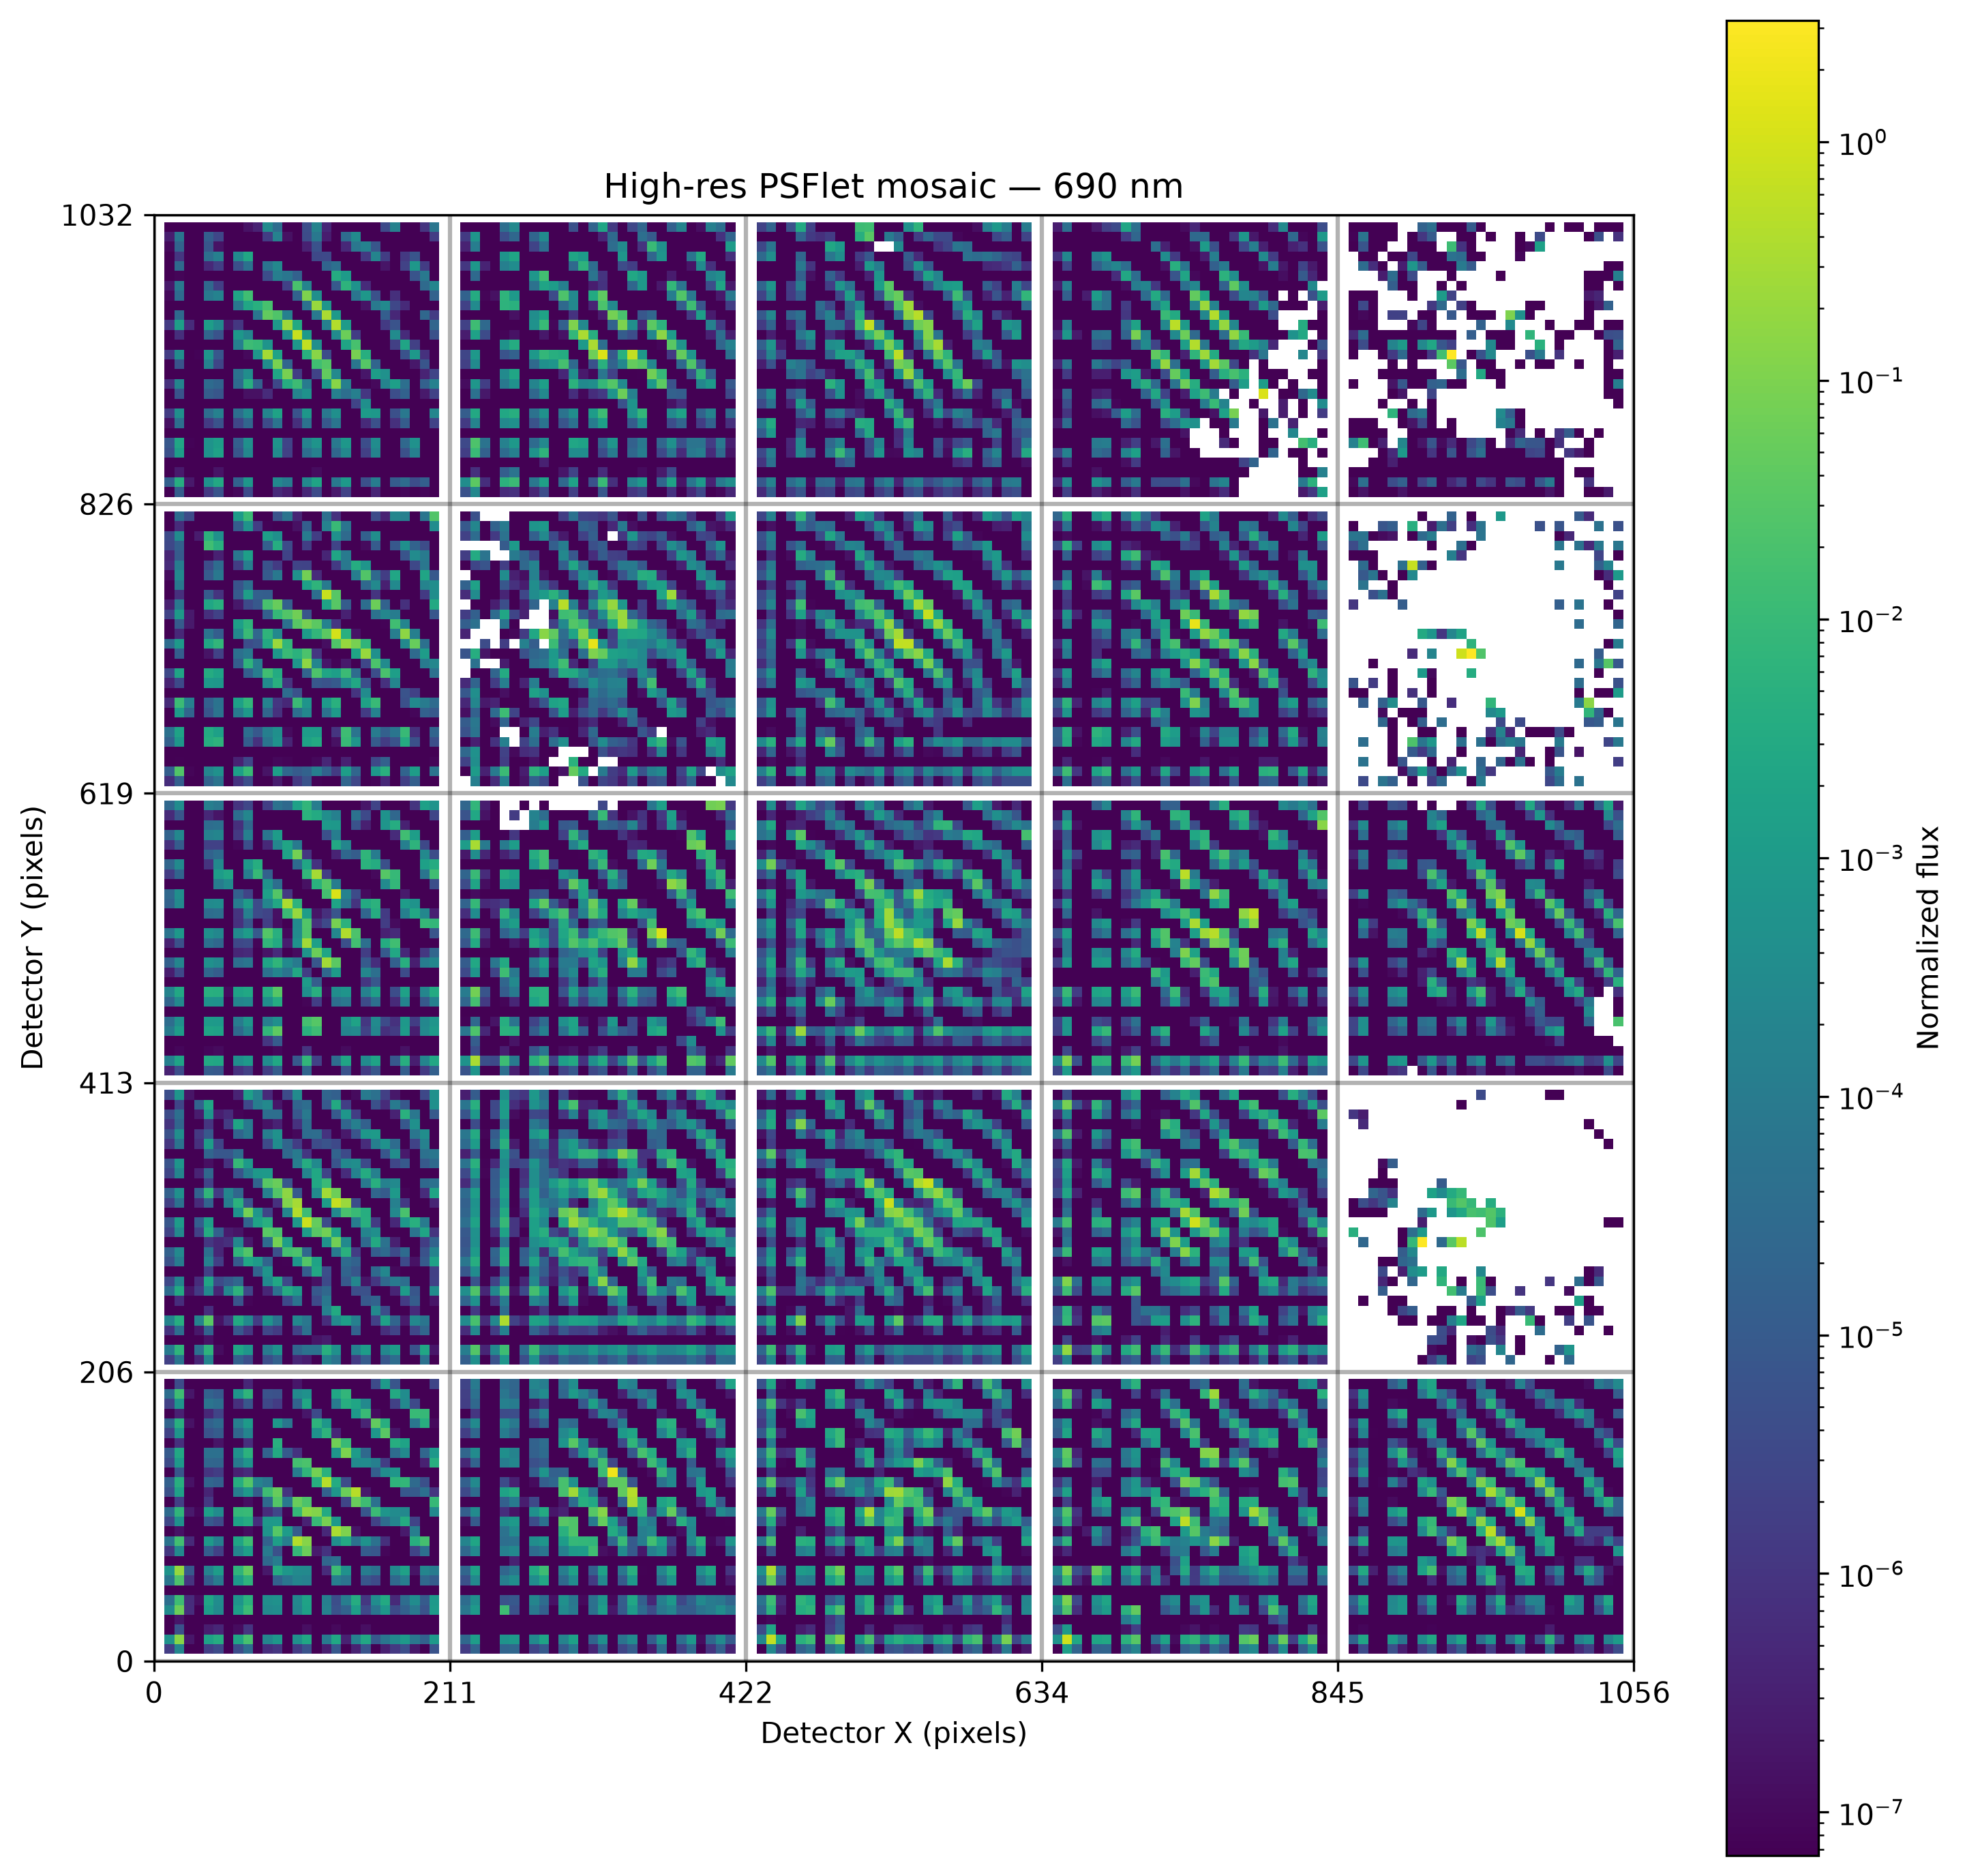 High-res PSFlet mosaic — 690 nm
1032
826
619
413
206
0
Detector Y (pixels)
0 211 422 634 845 1056
Detector X (pixels)
10⁰
10⁻¹
10⁻²
10⁻³
10⁻⁴
10⁻⁵
10⁻⁶
10⁻⁷
Normalized flux